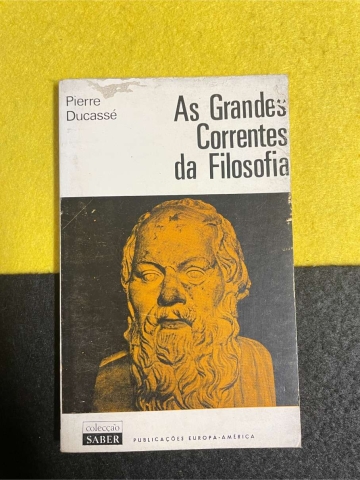 Pierre
Ducassé
As Grandes
Correntes
da Filosofia
colecção
SABER
PUBLICAÇÕES EUROPA-AMÉRICA